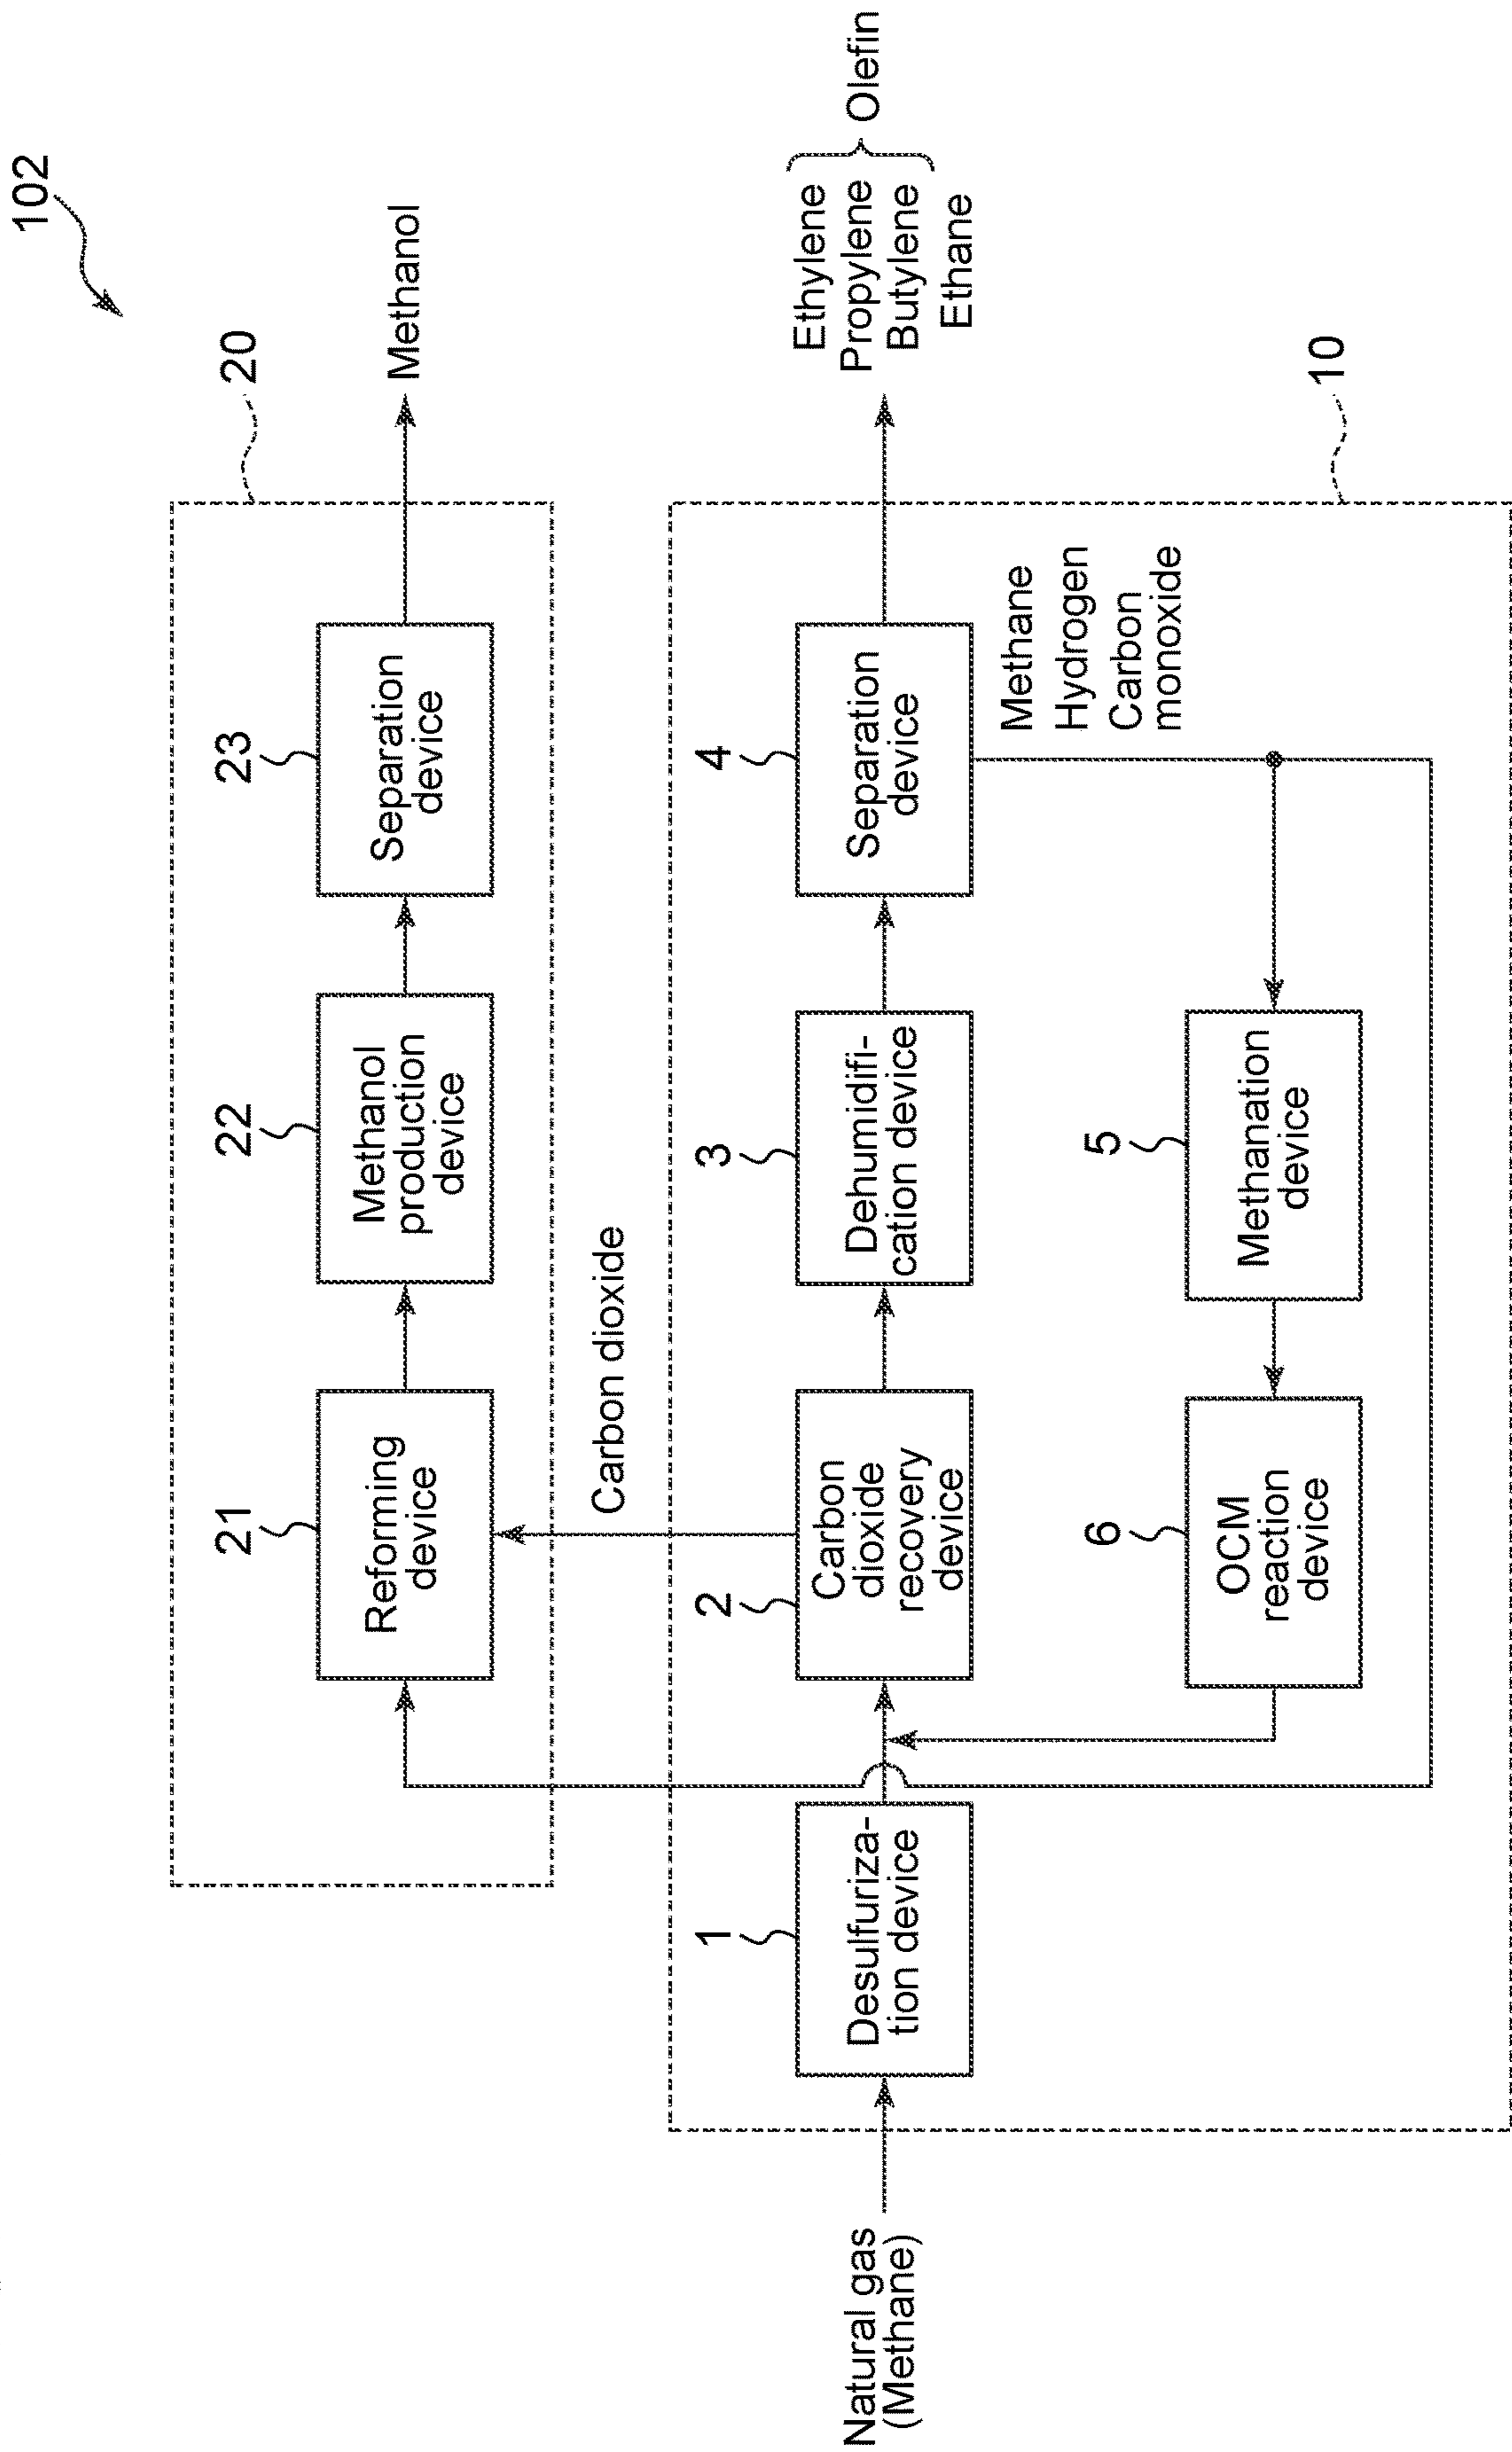 102
20
Methanol
23
Separation
device
22
Methanol
production
device
21
Reforming
device
Carbon dioxide
Ethylene
Propylene
Butylene
Olefin
Ethane
10
4
Separation
device
Methane
Hydrogen
Carbon
monoxide
3
Dehumidifi-
cation device
2
Carbon
dioxide
recovery
device
1
Desulfuriza-
tion device
5
Methanation
device
6
OCM
reaction
device
Natural gas
(Methane)